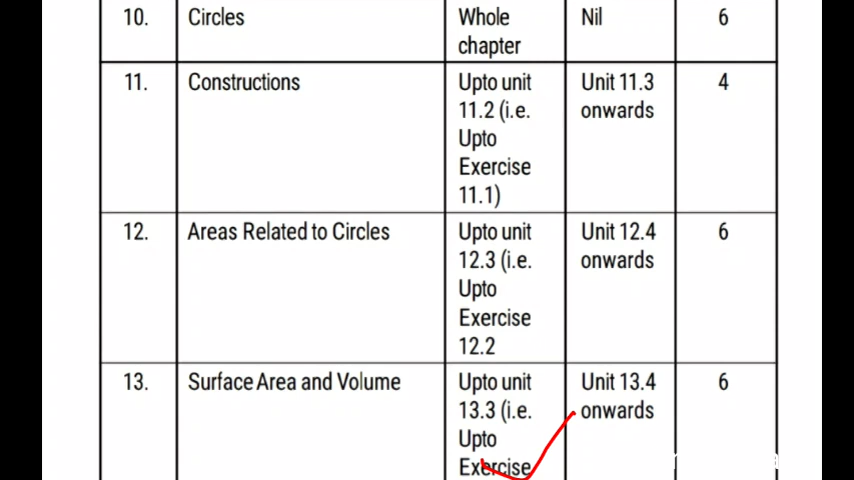 10. Circles Whole Nil 6
chapter
11. Constructions Upto unit Unit 11.3 4
11.2 (i.e. onwards
Upto
Exercise
11.1)
12. Areas Related to Circles Upto unit Unit 12.4 6
12.3 (i.e. onwards
Upto
Exercise
12.2
13. Surface Area and Volume Upto unit Unit 13.4 6
13.3 (i.e. onwards
Upto
Exercise